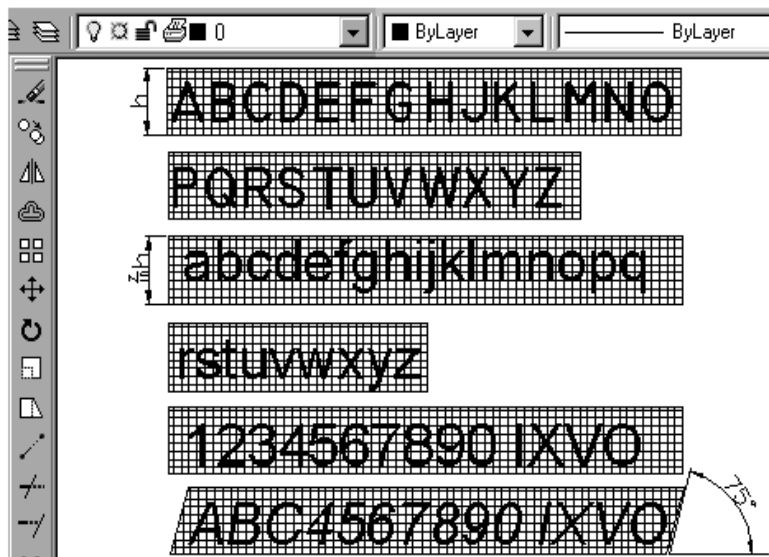 0 ByLayer ByLayer
h ABCDEFGHJKLMNO
PQRSTUVWXYZ
h abcdefghijklmnopq
rstuvwxyz
1234567890 IXVO
ABC4567890 IXVO 75°